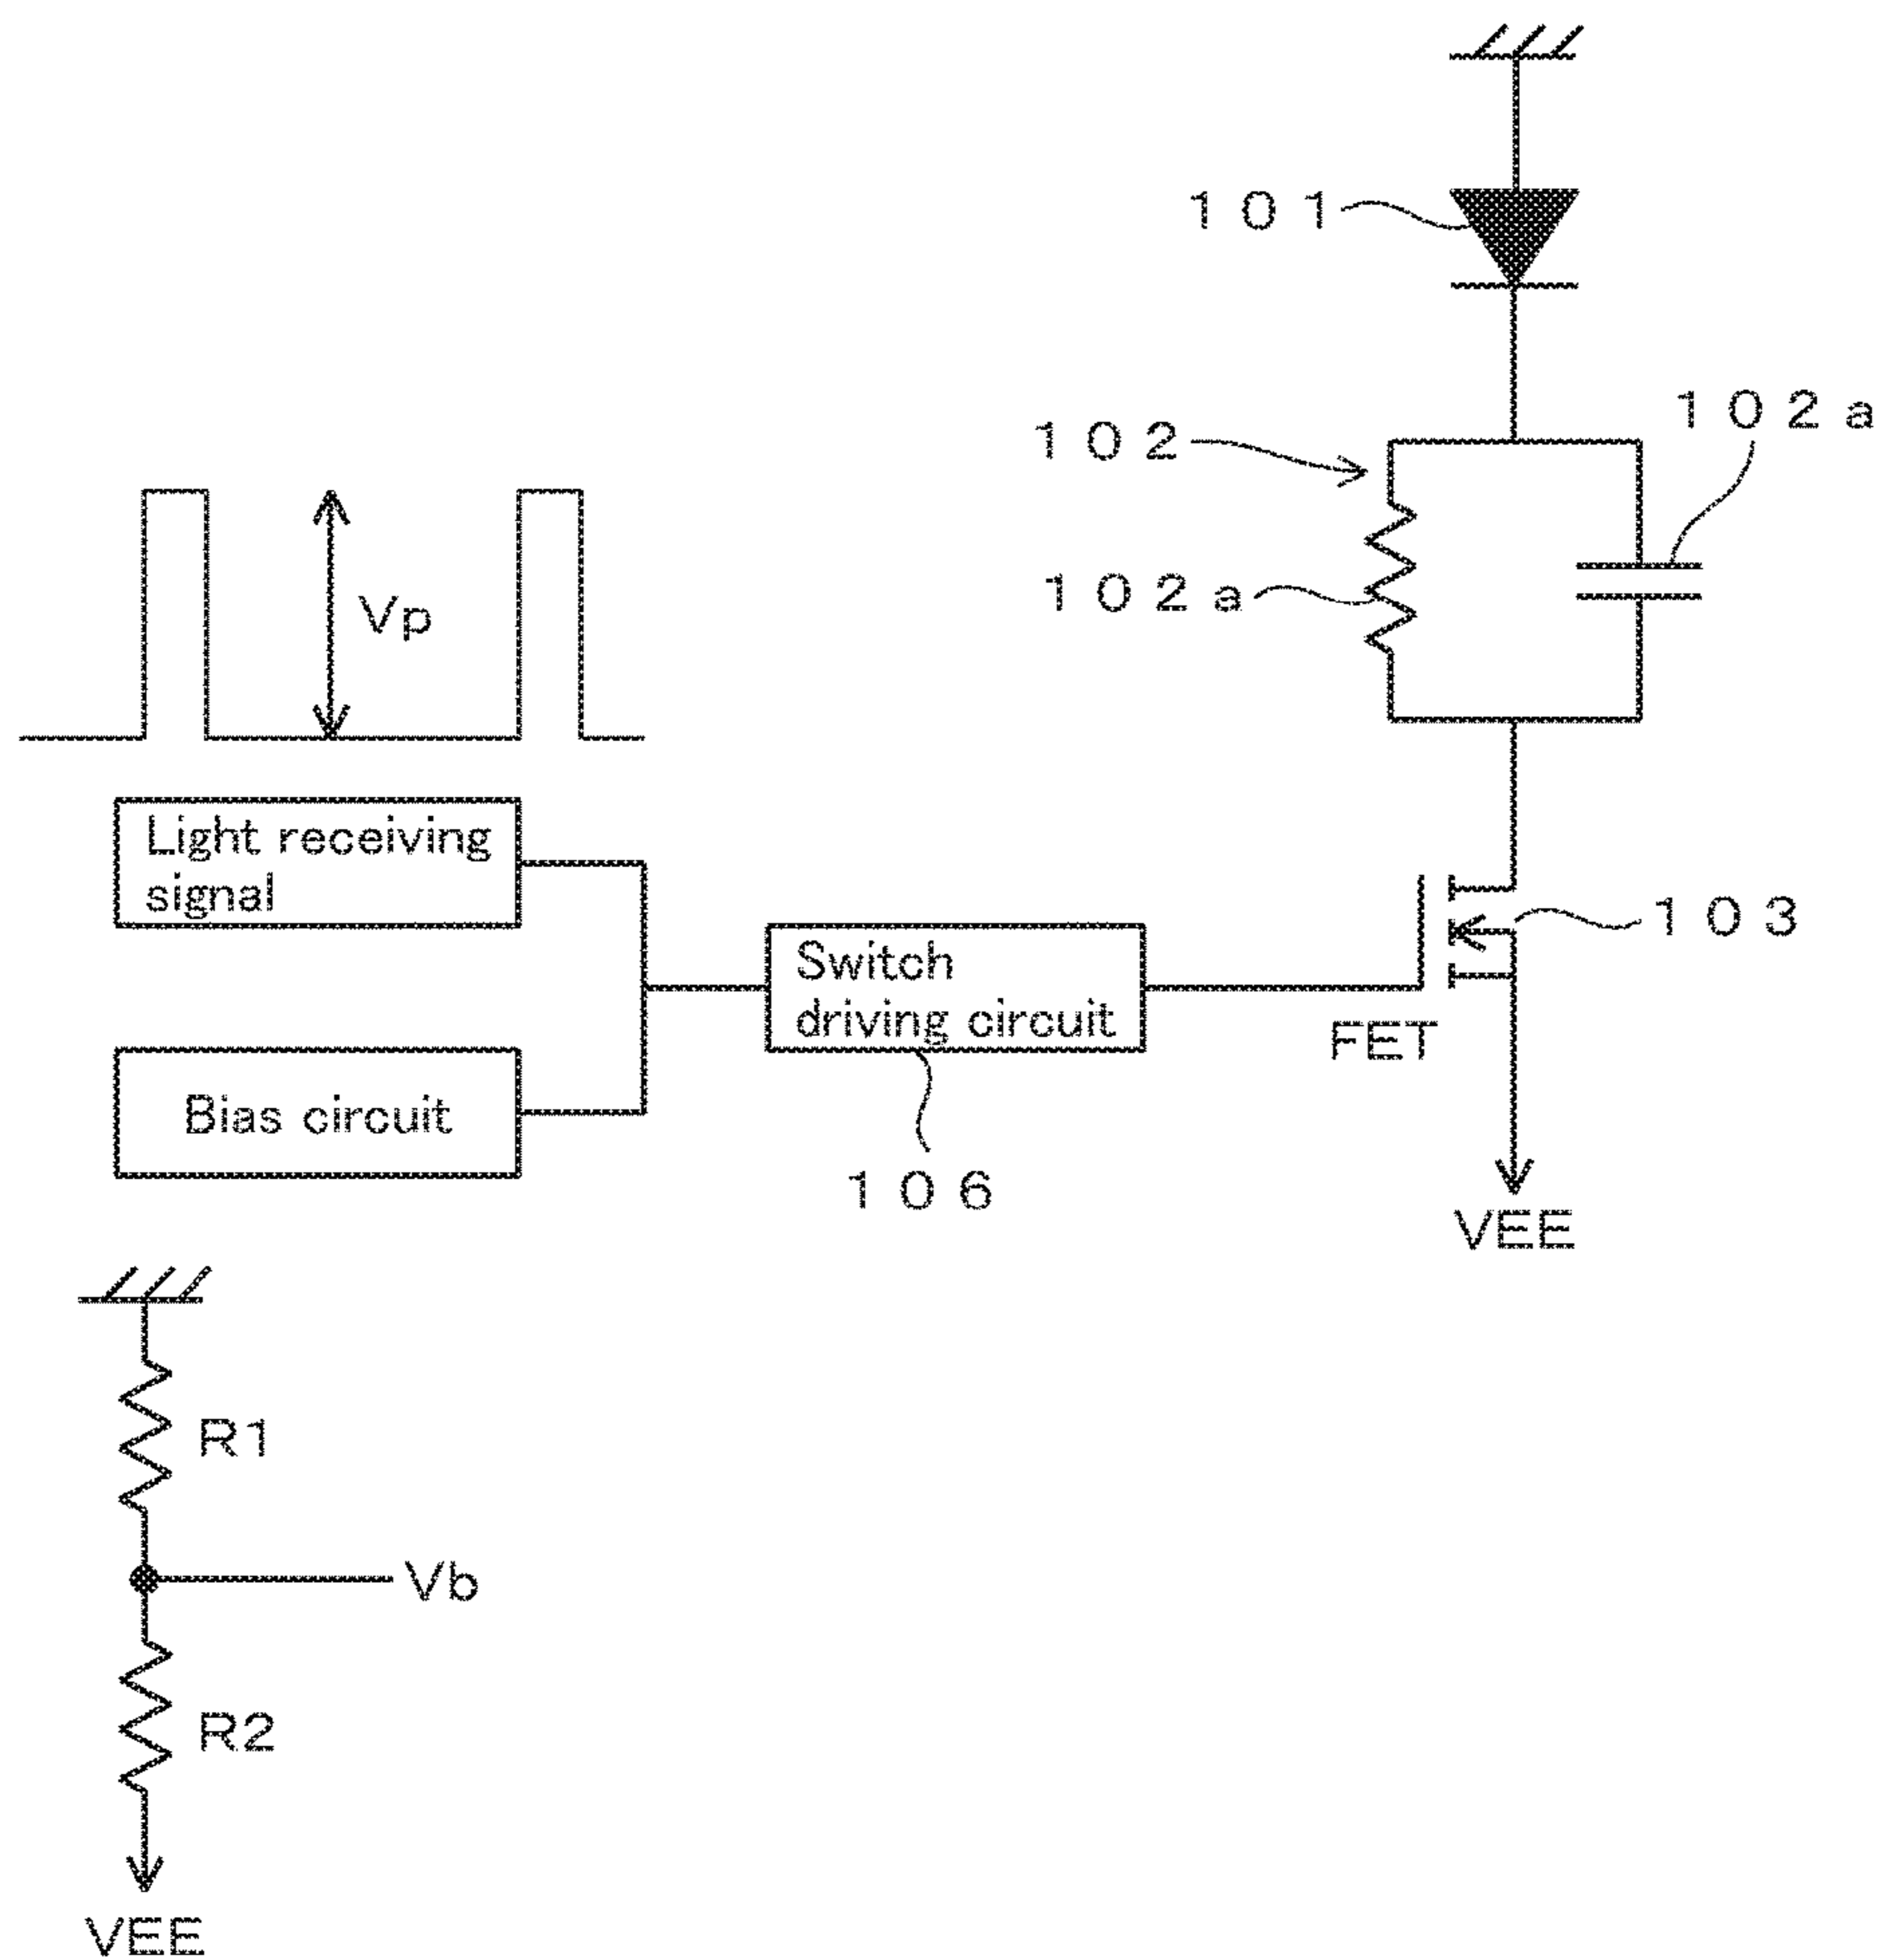 １０１
１０２a
１０２
Vp
１０２a
Light receiving
signal
１０３
Switch
driving circuit
FET
Bias circuit
１０６
VEE
R1
Vb
R2
VEE